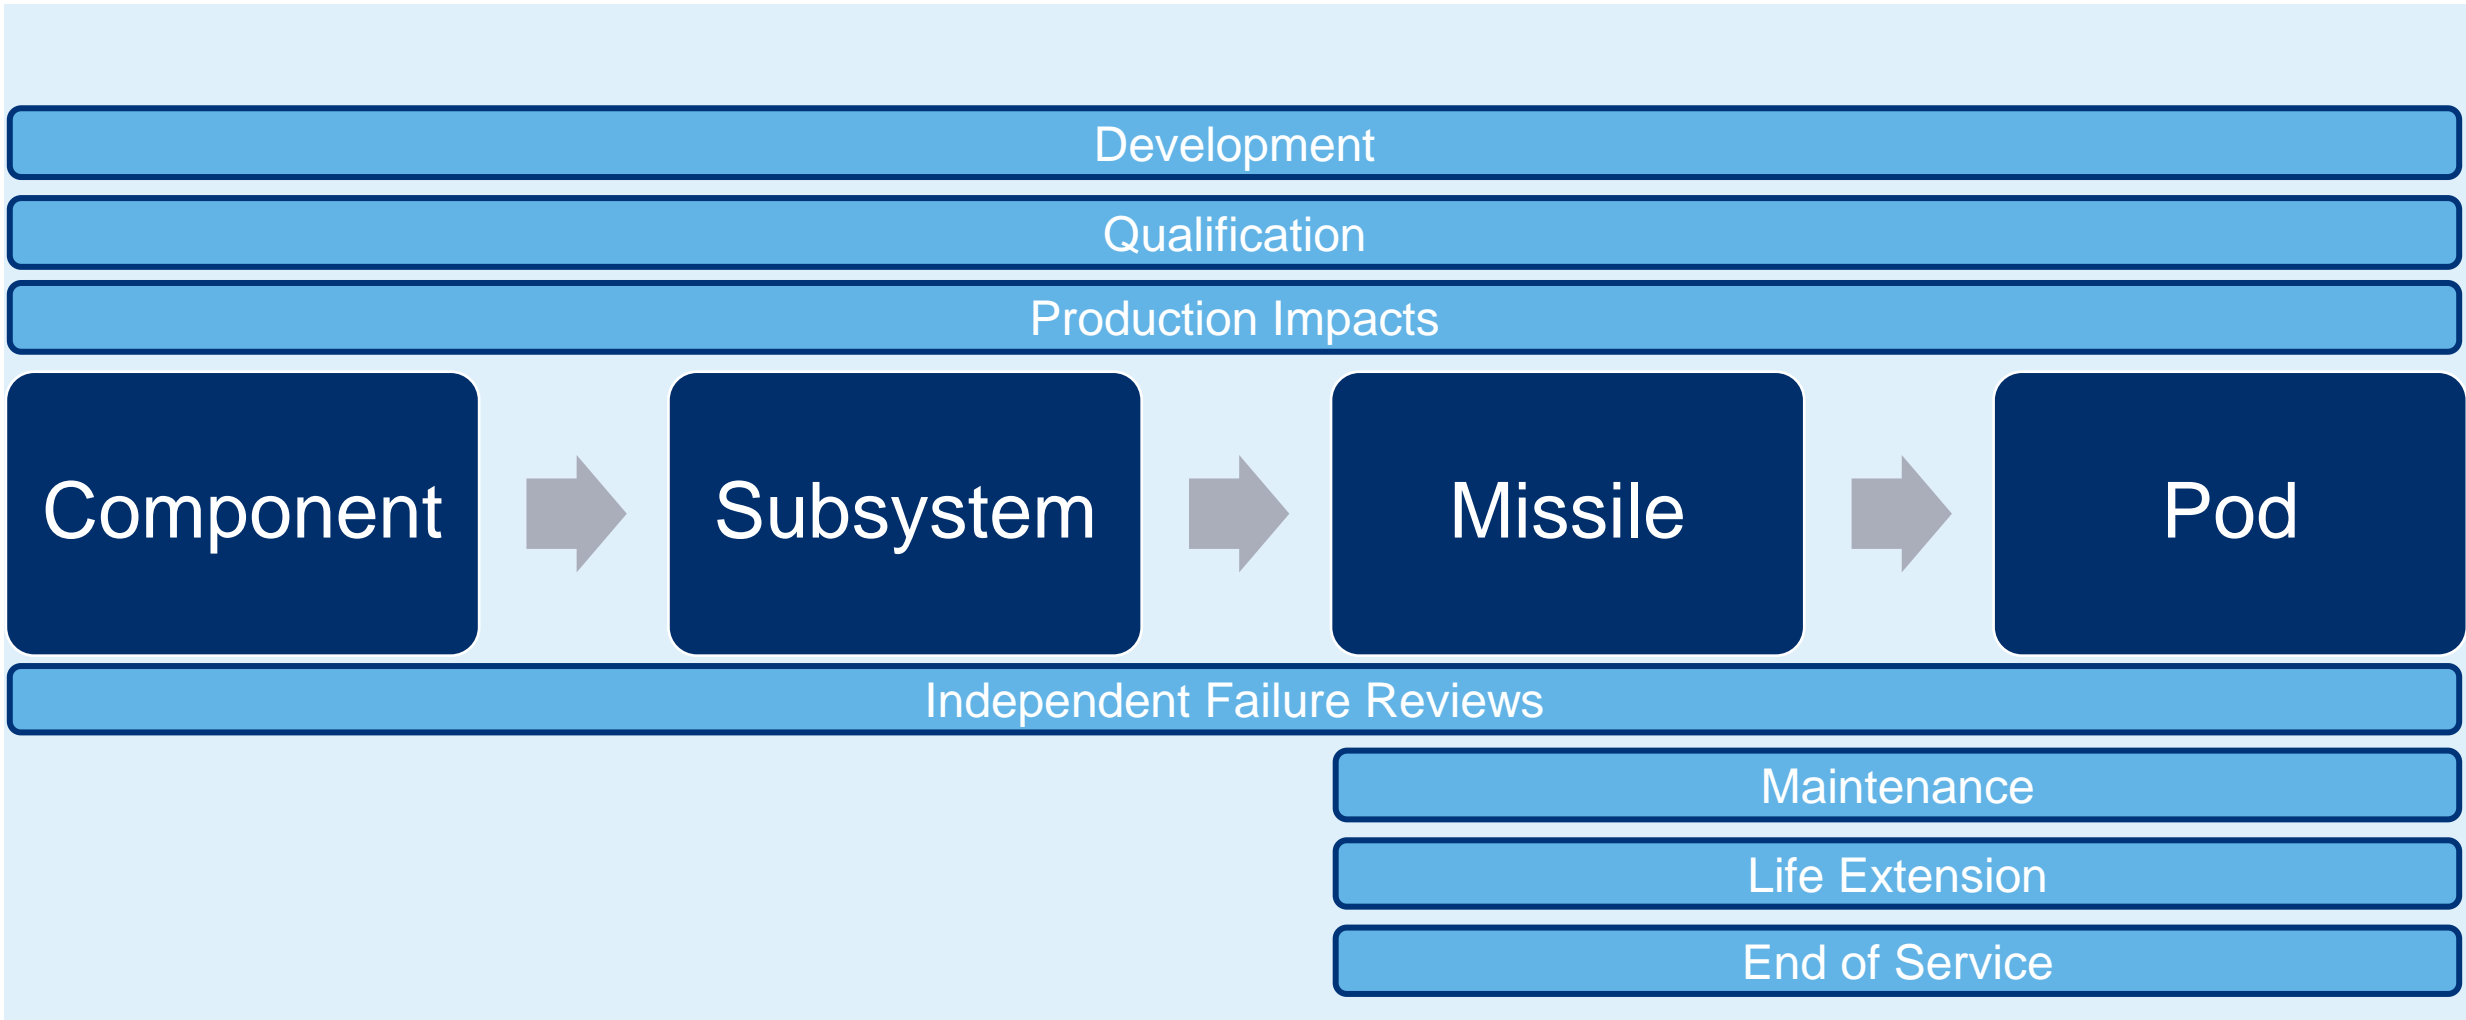 Development
Qualification
Production Impacts
Component
Subsystem
Missile
Pod
Independent Failure Reviews
Maintenance
Life Extension
End of Service